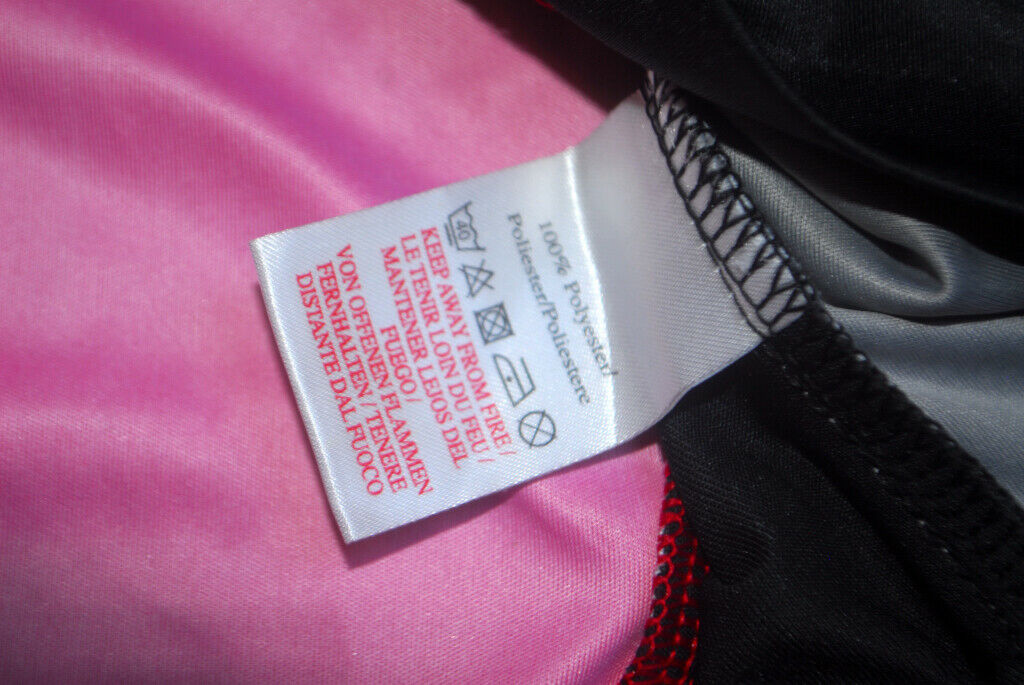 100% Polyester/
Poliester/Poliestere
40
KEEP AWAY FROM FIRE/
LE TENIR LOIN DU FEU /
MANTENER LEJOS DEL
FUEGO /
VON OFFENEN FLAMMEN
FERNHALTEN / TENERE
DISTANTE DAL FUOCO